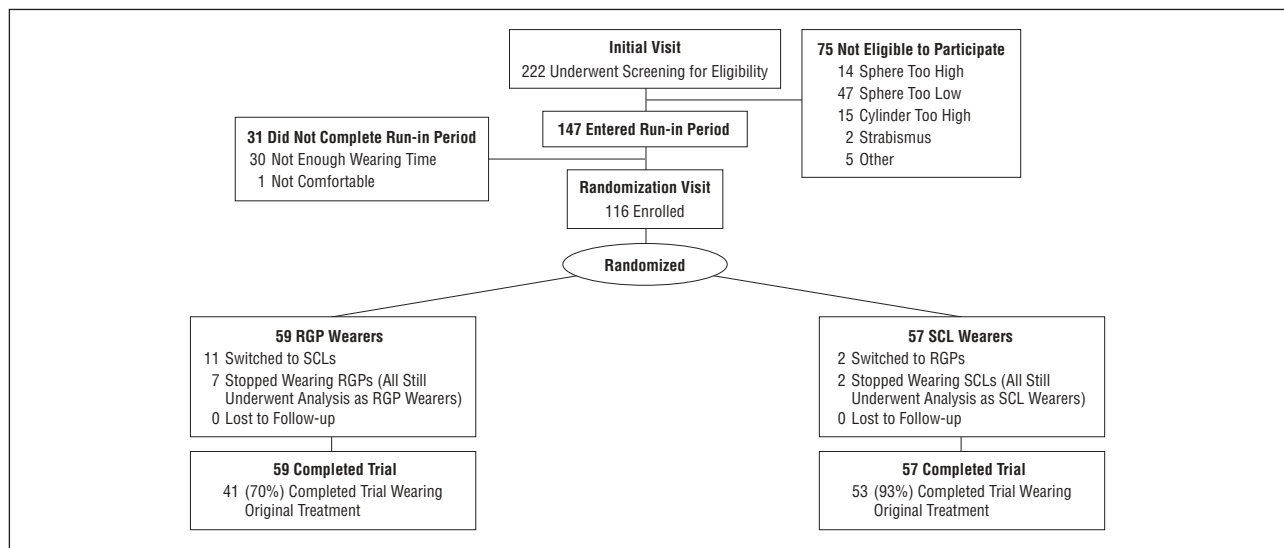 Initial Visit
222 Underwent Screening for Eligibility
75 Not Eligible to Participate
14 Sphere Too High
47 Sphere Too Low
15 Cylinder Too High
2 Strabismus
5 Other
147 Entered Run-in Period
31 Did Not Complete Run-in Period
30 Not Enough Wearing Time
1 Not Comfortable
Randomization Visit
116 Enrolled
Randomized
59 RGP Wearers
11 Switched to SCLs
7 Stopped Wearing RGPs (All Still
Underwent Analysis as RGP Wearers)
0 Lost to Follow-up
57 SCL Wearers
2 Switched to RGPs
2 Stopped Wearing SCLs (All Still
Underwent Analysis as SCL Wearers)
0 Lost to Follow-up
59 Completed Trial
41 (70%) Completed Trial Wearing
Original Treatment
57 Completed Trial
53 (93%) Completed Trial Wearing
Original Treatment